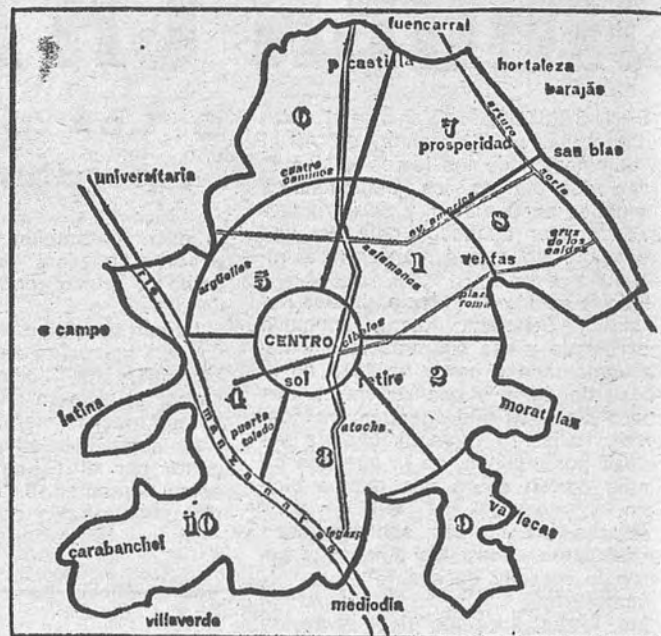 fuencarral
p castilla
hortaleza
barajás
6
7
arturo
prosperidad
san blas
cuatro
caminos
universitaria
soria
av. america
8
cruz
de los
caidos
salamanca
1
ventas
argüelles
5
plaza
roma
rio
CENTRO
cibeles
c campo
sol
retiro
2
4
latina
puerta
toledo
atocha
moratalaz
manzanares
3
vallecas
9
10
legazpi
carabanchel
villaverde
mediodia